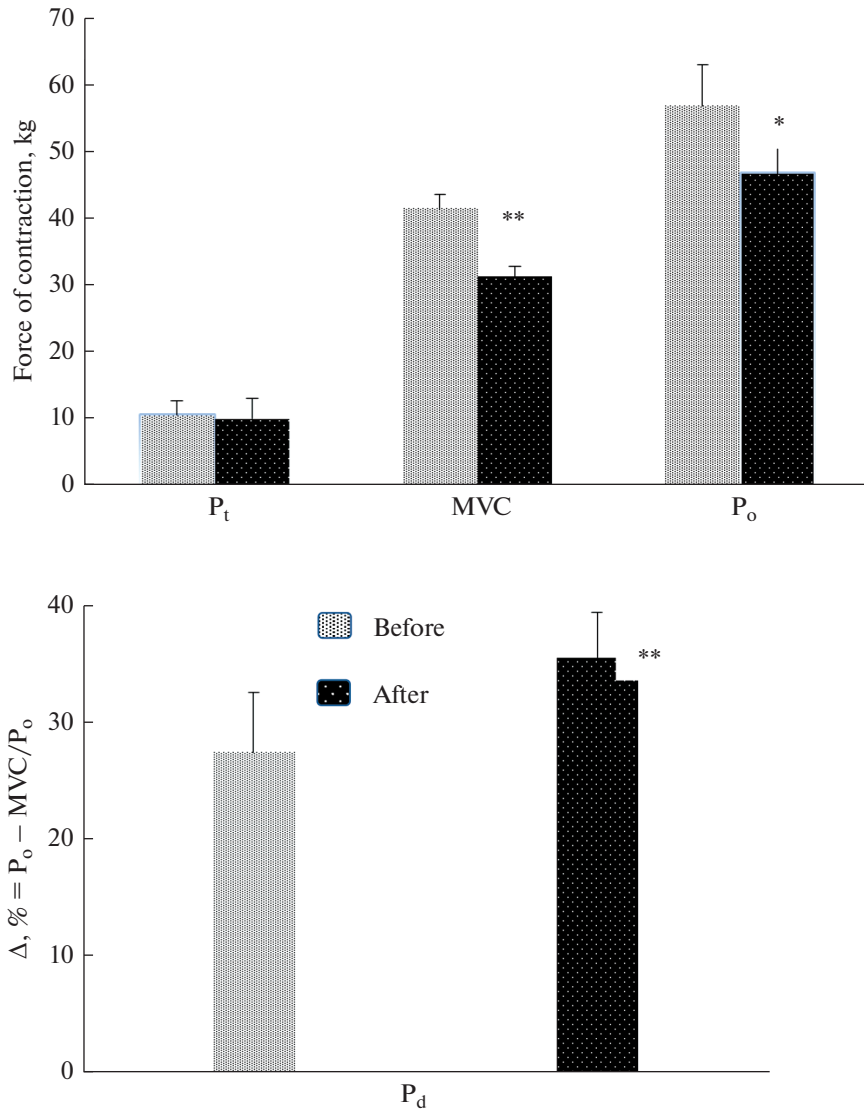 70
60
50
40
30
20
10
0
Force of contraction, kg
*
**
Pt
MVC
Po
40
30
20
10
0
Δ, % = Po − MVC/Po
Before
After
**
Pd